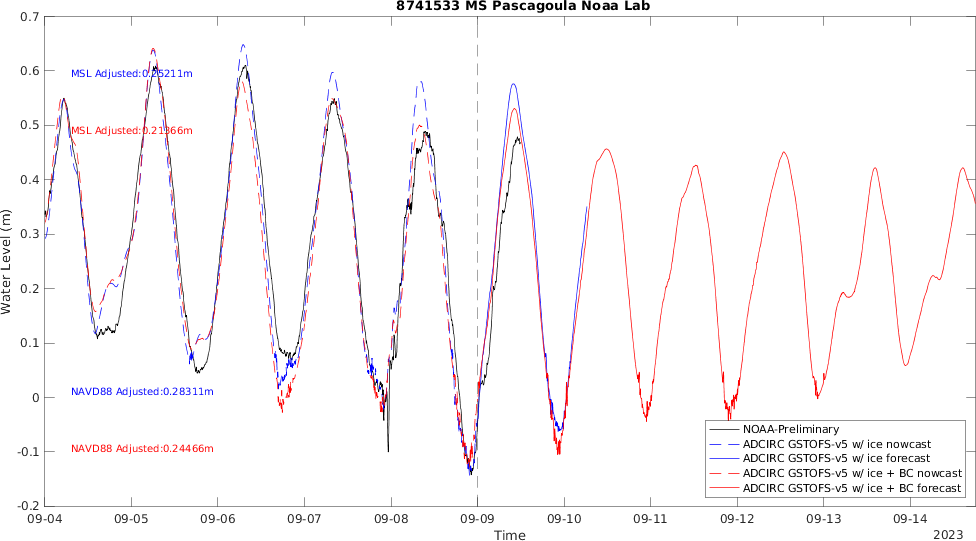 8741533 MS Pascagoula Noaa Lab
0.7
0.6
0.5
0.4
0.3
0.2
0.1
0
-0.1
-0.2
Water Level (m)
MSL Adjusted:0.25211m
MSL Adjusted:0.21366m
NAVD88 Adjusted:0.28311m
NAVD88 Adjusted:0.24466m
NOAA-Preliminary
ADCIRC GSTOFS-v5 w/ ice nowcast
ADCIRC GSTOFS-v5 w/ ice forecast
ADCIRC GSTOFS-v5 w/ ice + BC nowcast
ADCIRC GSTOFS-v5 w/ ice + BC forecast
09-04 09-05 09-06 09-07 09-08 09-09 09-10 09-11 09-12 09-13 09-14
Time
2023